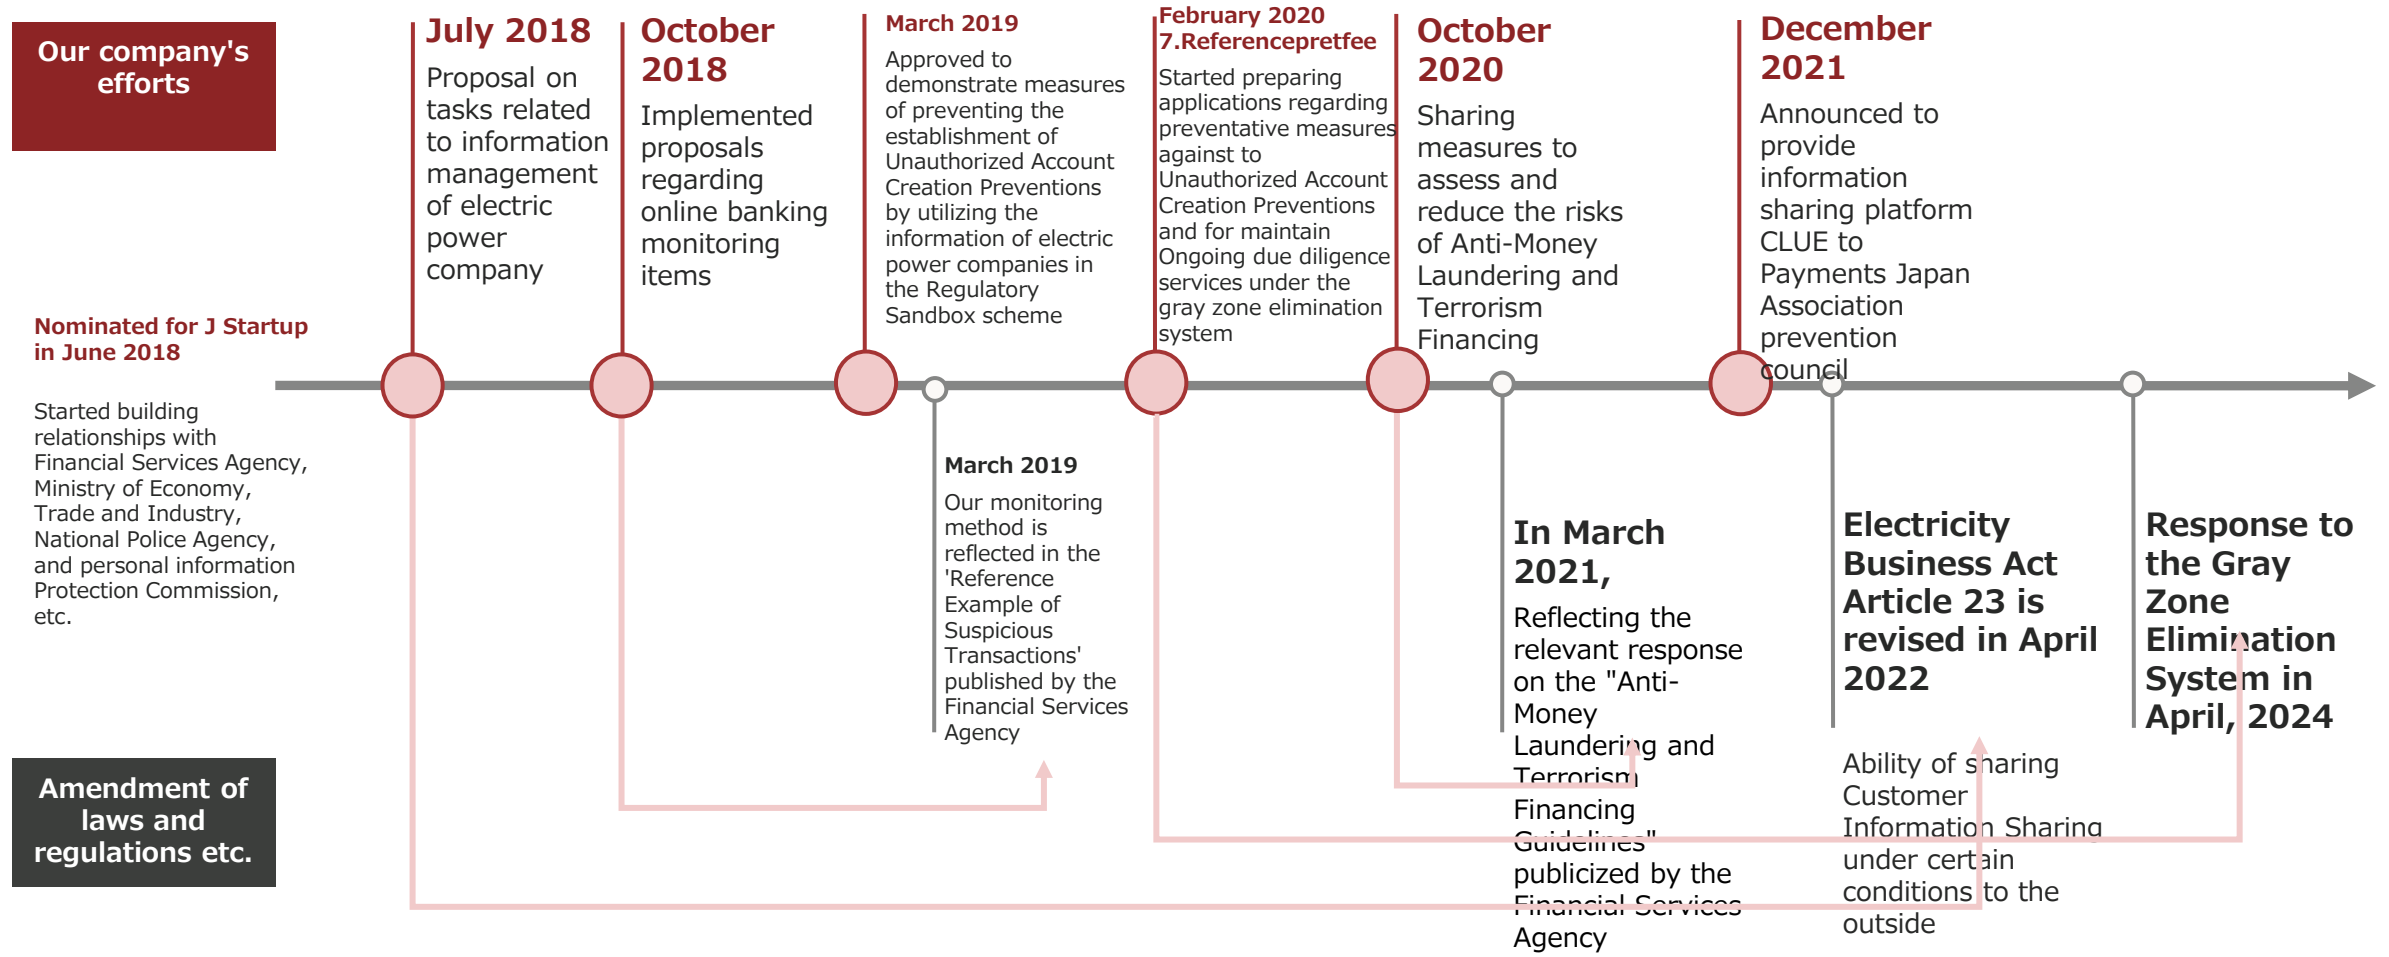 Our company's
efforts
July 2018
Proposal on
tasks related
to information
management
of electric
power
company
October
2018
Implemented
proposals
regarding
online banking
monitoring
items
March 2019
Approved to
demonstrate measures
of preventing the
establishment of
Unauthorized Account
Creation Preventions
by utilizing the
information of electric
power companies in
the Regulatory
Sandbox scheme
February 2020
7.Referencepretfee
Started preparing
applications regarding
preventative measures
against to
Unauthorized Account
Creation Preventions
and for maintain
Ongoing due diligence
services under the
gray zone elimination
system
October
2020
Sharing
measures to
assess and
reduce the risks
of Anti-Money
Laundering and
Terrorism
Financing
December
2021
Announced to
provide
information
sharing platform
CLUE to
Payments Japan
Association
prevention
council
Nominated for J Startup
in June 2018
Started building
relationships with
Financial Services Agency,
Ministry of Economy,
Trade and Industry,
National Police Agency,
and personal information
Protection Commission,
etc.
March 2019
Our monitoring
method is
reflected in the
'Reference
Example of
Suspicious
Transactions'
published by the
Financial Services
Agency
In March
2021,
Reflecting the
relevant response
on the "Anti-
Money
Laundering and
Terrorism
Financing
Guidelines"
publicized by the
Financial Services
Agency
Electricity
Business Act
Article 23 is
revised in April
2022
Ability of sharing
Customer
Information Sharing
under certain
conditions to the
outside
Response to
the Gray
Zone
Elimination
System in
April, 2024
Amendment of
laws and
regulations etc.